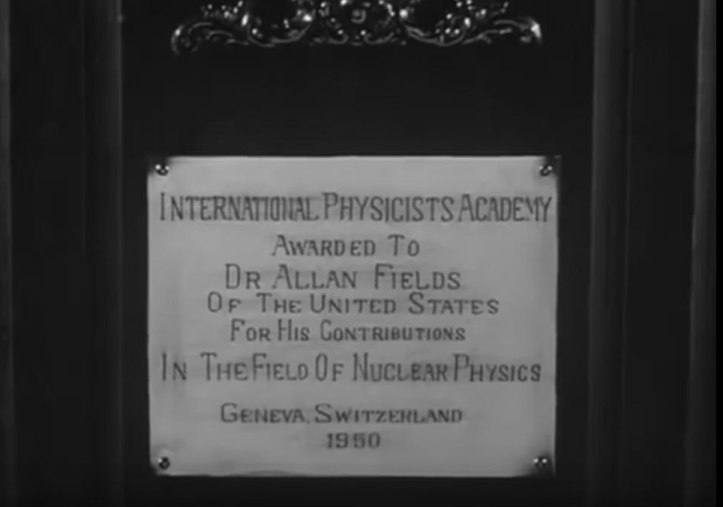 INTERNATIONAL PHYSICISTS ACADEMY
AWARDED TO
DR ALLAN FIELDS
OF THE UNITED STATES
FOR HIS CONTRIBUTIONS
IN THE FIELD OF NUCLEAR PHYSICS
GENEVA, SWITZERLAND
1950